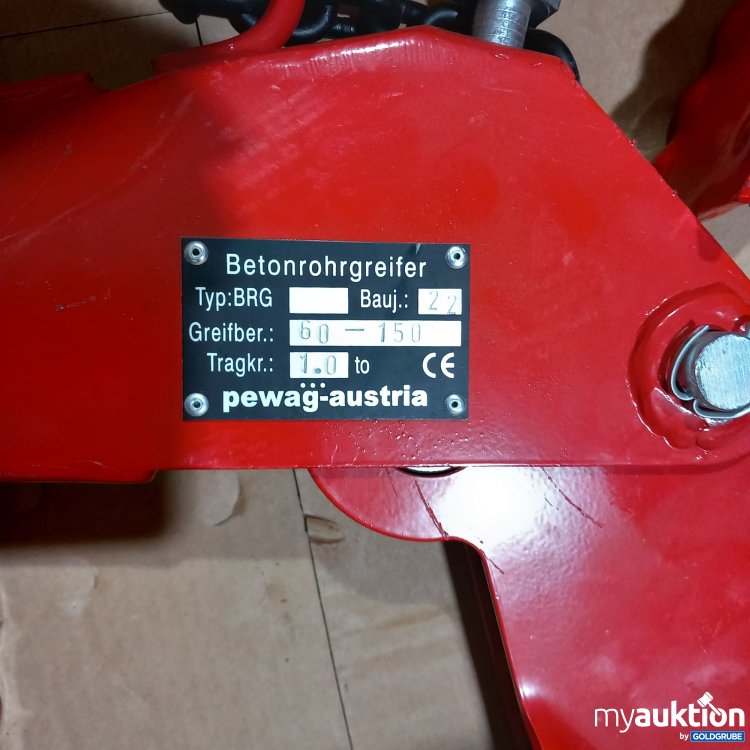 Betonrohrgreifer
Typ:BRG Bauj.: 22
Greifber.: 60 - 150
Tragkr.: 1.0 to CE
pewag-austria
myauktion
by GOLDGRUBE